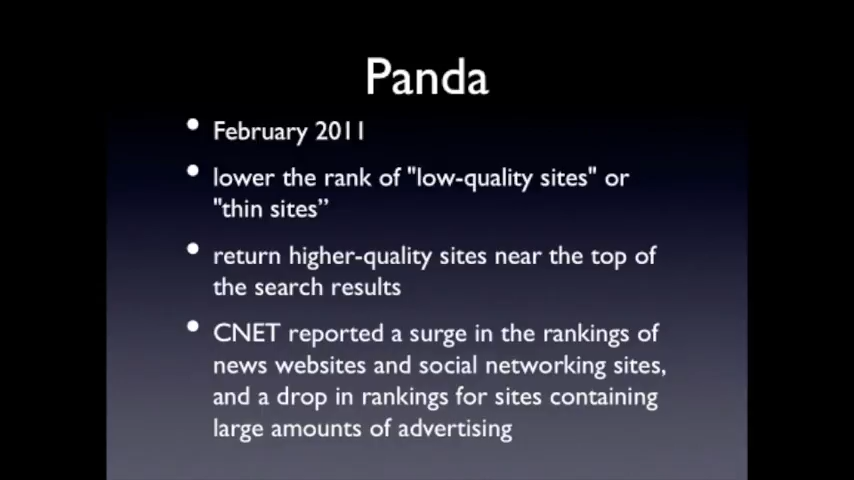 Panda
• February 2011
• lower the rank of "low-quality sites" or
"thin sites”
• return higher-quality sites near the top of
the search results
• CNET reported a surge in the rankings of
news websites and social networking sites,
and a drop in rankings for sites containing
large amounts of advertising